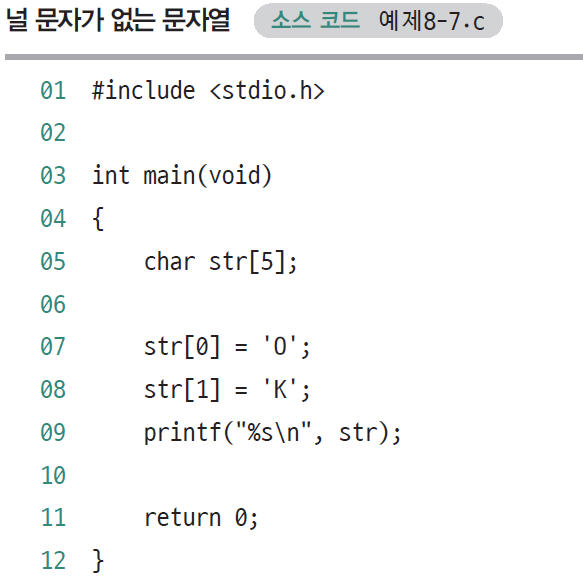 널 문자가 없는 문자열 소스 코드 예제8-7.c
01 #include <stdio.h>
02
03 int main(void)
04 {
05     char str[5];
06
07     str[0] = 'O';
08     str[1] = 'K';
09     printf("%s\n", str);
10
11     return 0;
12 }